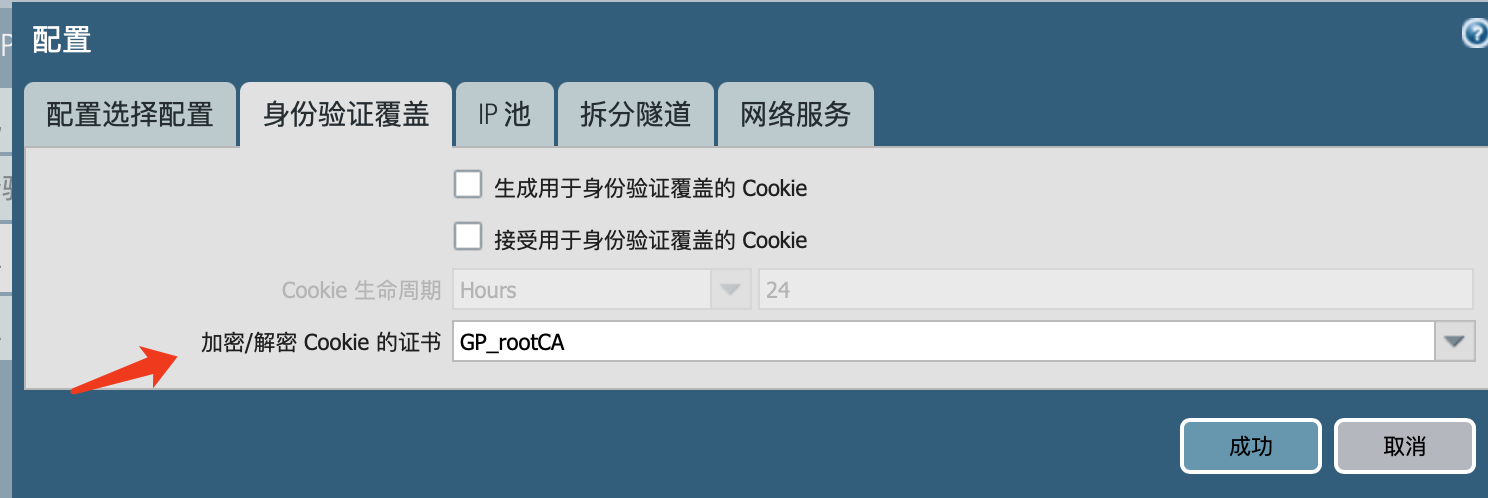 配置
配置选择配置 身份验证覆盖 IP 池 拆分隧道 网络服务
生成用于身份验证覆盖的 Cookie
接受用于身份验证覆盖的 Cookie
Cookie 生命周期 Hours 24
加密/解密 Cookie 的证书 GP_rootCA
成功 取消